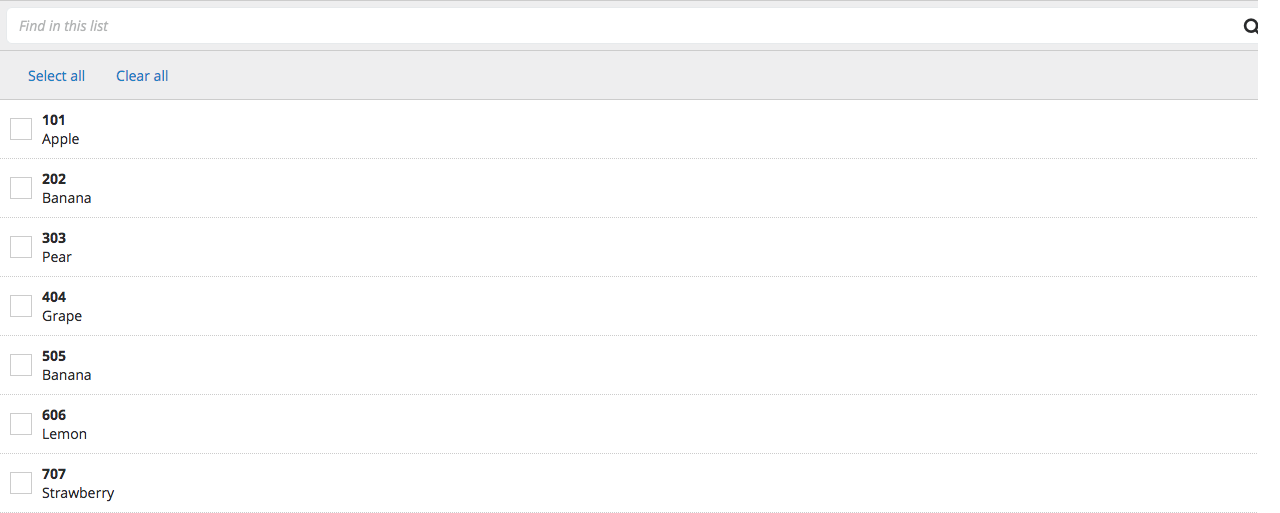 Find in this list
Select all Clear all
101
Apple
202
Banana
303
Pear
404
Grape
505
Banana
606
Lemon
707
Strawberry